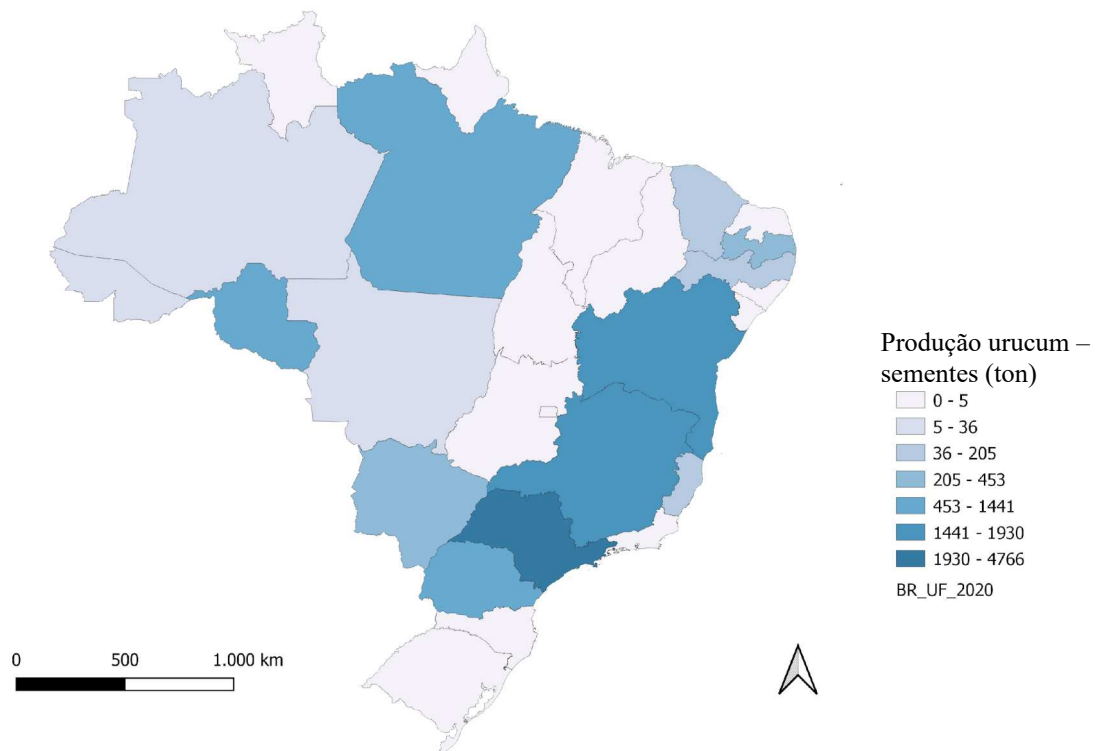 Produção urucum –
sementes (ton)
0 - 5
5 - 36
36 - 205
205 - 453
453 - 1441
1441 - 1930
1930 - 4766
BR_UF_2020
0 500 1.000 km